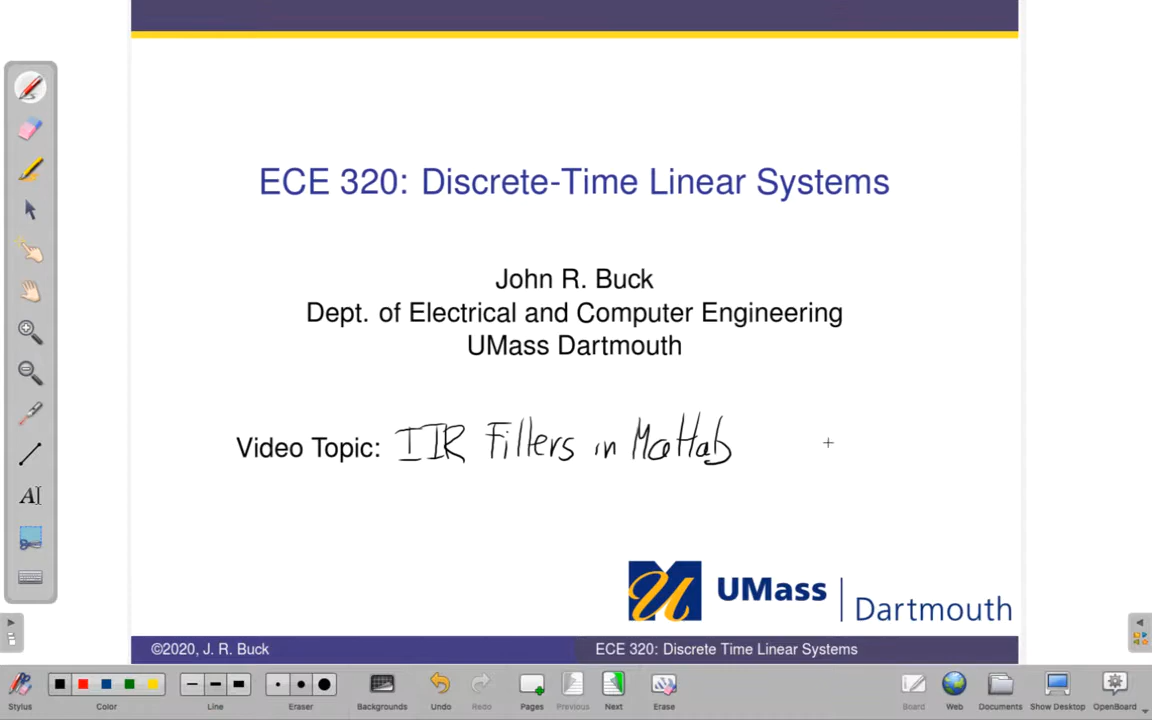 ECE 320: Discrete-Time Linear Systems
John R. Buck
Dept. of Electrical and Computer Engineering
UMass Dartmouth
Video Topic: IIR Filters in Matlab
UMass | Dartmouth
©2020, J. R. Buck ECE 320: Discrete Time Linear Systems
Stylus Color Line Eraser Backgrounds Undo Redo Pages Previous Next Erase Board Web Documents Show Desktop OpenBoard